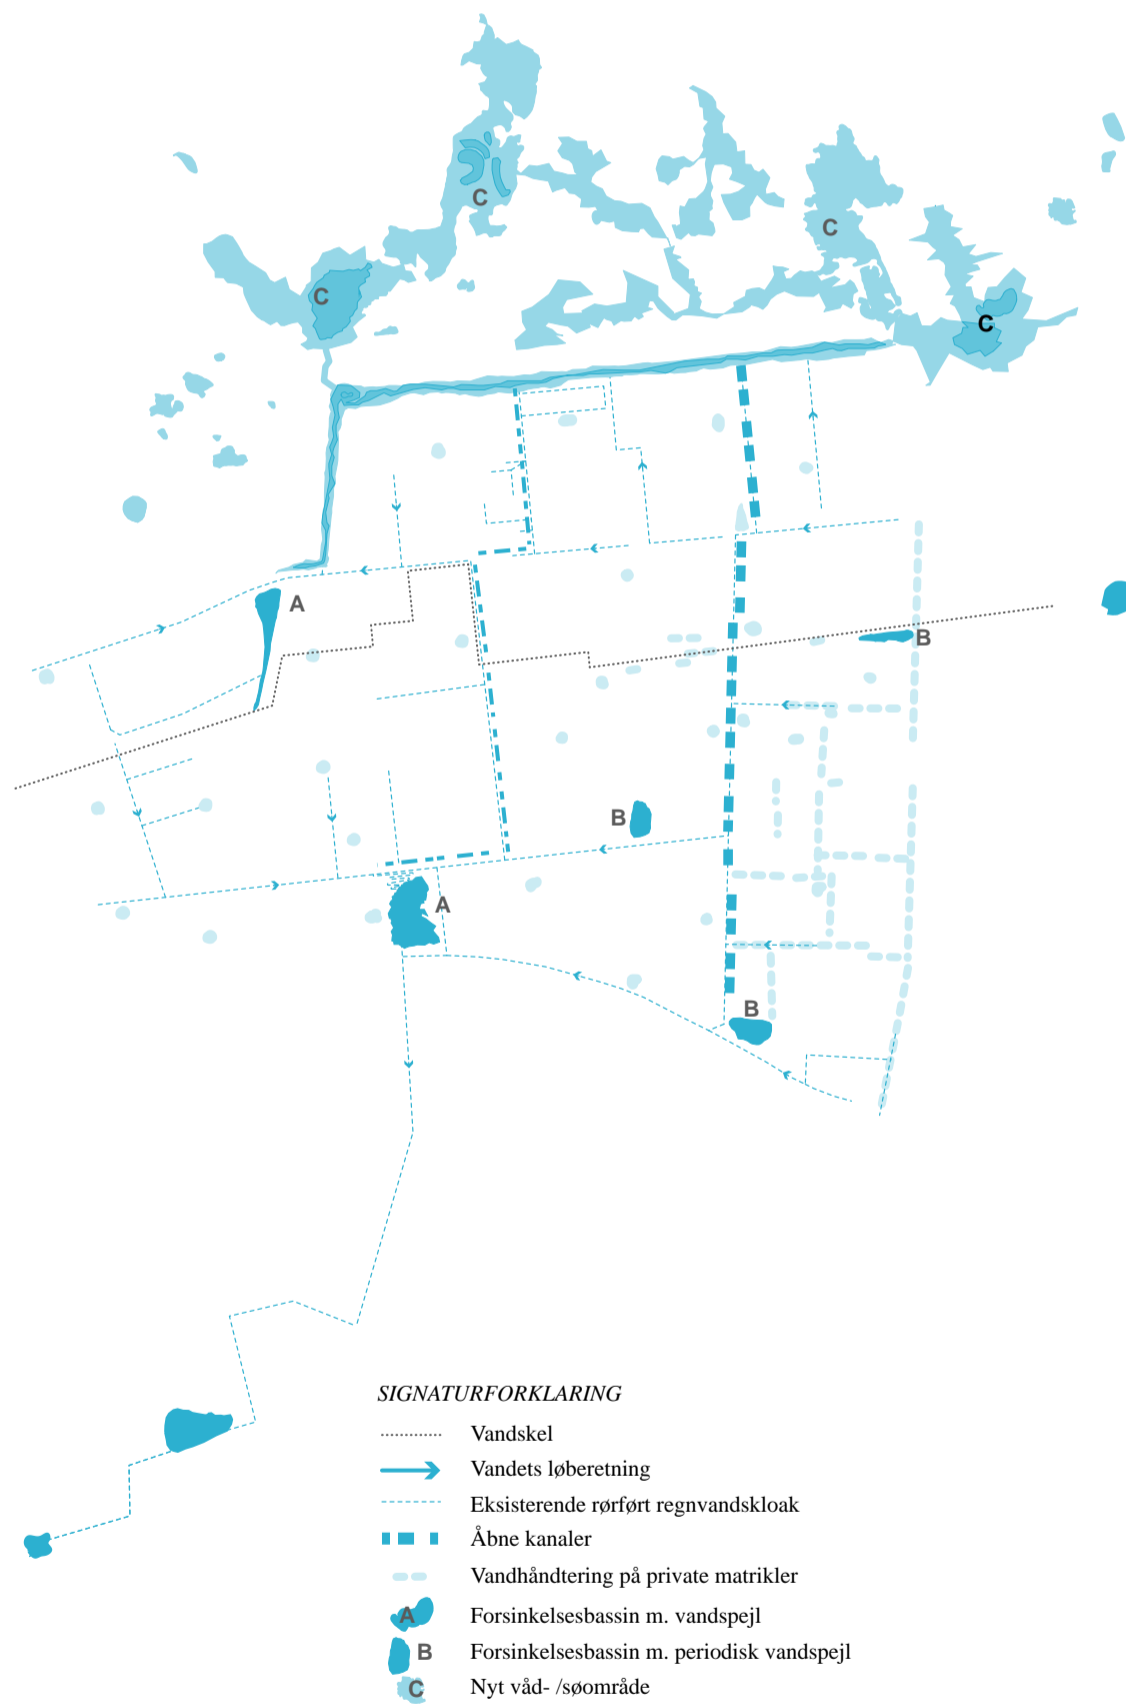 C
C
C
C
A
B
B
A
B
SIGNATURFORKLARING
Vandskel
Vandets løberetning
Eksisterende rørført regnvandskloak
Åbne kanaler
Vandhåndtering på private matrikler
A Forsinkelsesbassin m. vandspejl
B Forsinkelsesbassin m. periodisk vandspejl
C Nyt våd- /søområde